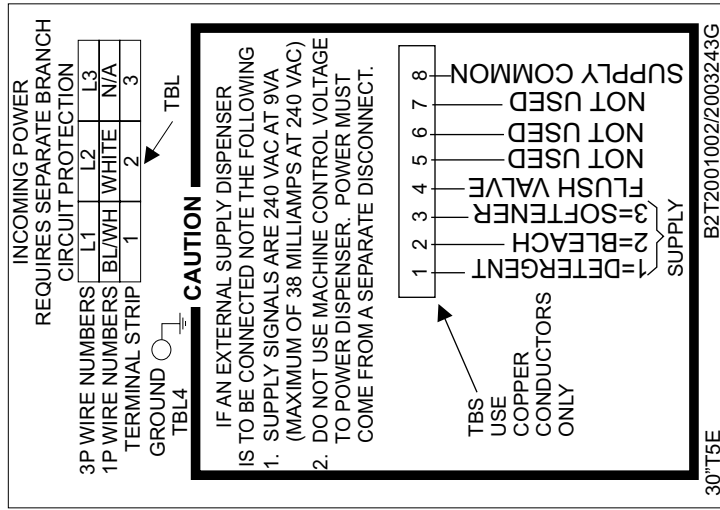 INCOMING POWER
REQUIRES SEPARATE BRANCH
CIRCUIT PROTECTION
3P WIRE NUMBERS L1 L2 L3
1P WIRE NUMBERS BL/WH WHITE N/A
TERMINAL STRIP 1 2 3
GROUND
TBL4
TBL
CAUTION
IF AN EXTERNAL SUPPLY DISPENSER
IS TO BE CONNECTED NOTE THE FOLLOWING
1. SUPPLY SIGNALS ARE 240 VAC AT 9VA
(MAXIMUM OF 38 MILLIAMPS AT 240 VAC)
2. DO NOT USE MACHINE CONTROL VOLTAGE
TO POWER DISPENSER. POWER MUST
COME FROM A SEPARATE DISCONNECT.
1 2 3 4 5 6 7 8
1=DETERGENT
2=BLEACH
3=SOFTENER
FLUSH VALVE
NOT USED
NOT USED
NOT USED
SUPPLY COMMON
SUPPLY
TBS
USE
COPPER
CONDUCTORS
ONLY
30"T5E
B2T2001002/2003243G